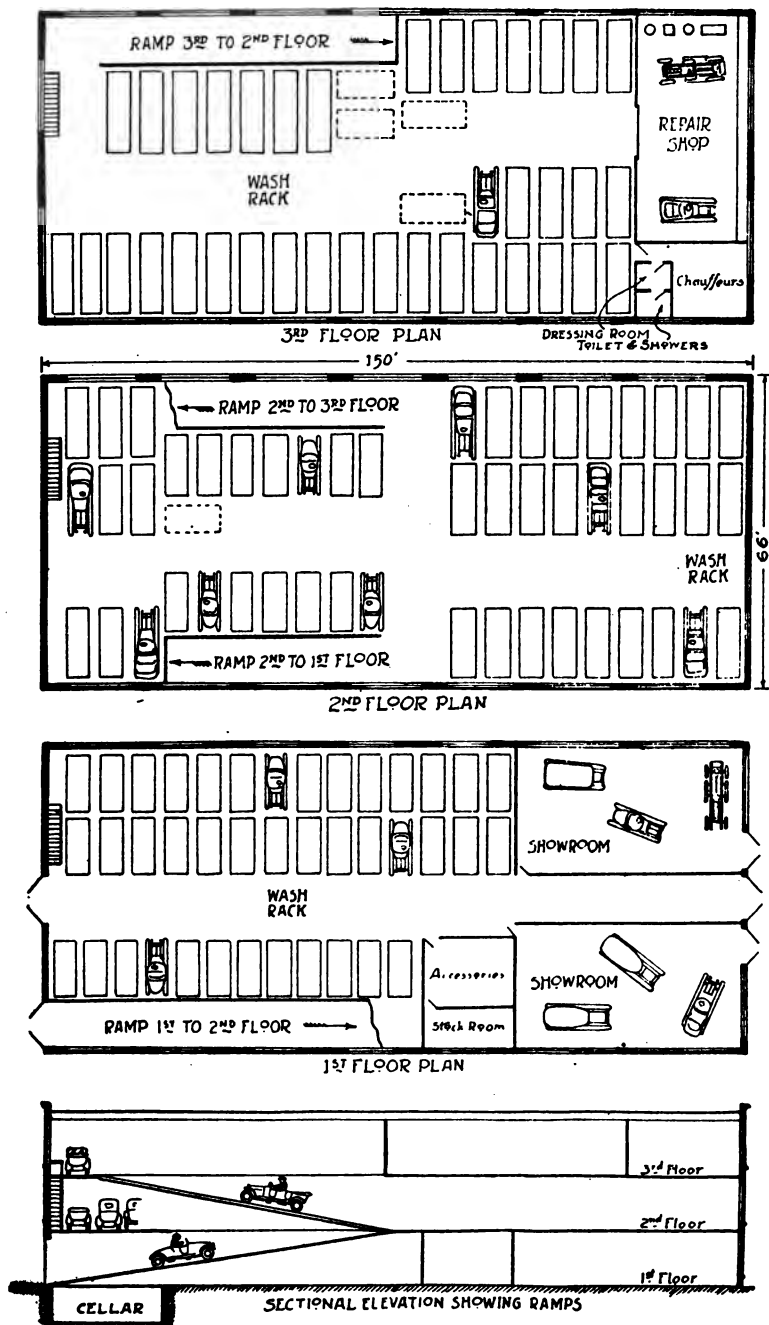 RAMP 3RD TO 2ND FLOOR
REPAIR
SHOP
WASH
RACK
Chauffeurs
DRESSING ROOM
TOILET & SHOWERS
3RD FLOOR PLAN
150'
RAMP 2ND TO 3RD FLOOR
66'
WASH
RACK
RAMP 2ND TO 1ST FLOOR
2ND FLOOR PLAN
SHOWROOM
WASH
RACK
Accessories
SHOWROOM
RAMP 1ST TO 2ND FLOOR
Stock Room
1ST FLOOR PLAN
3rd Floor
2nd Floor
1st Floor
CELLAR
SECTIONAL ELEVATION SHOWING RAMPS